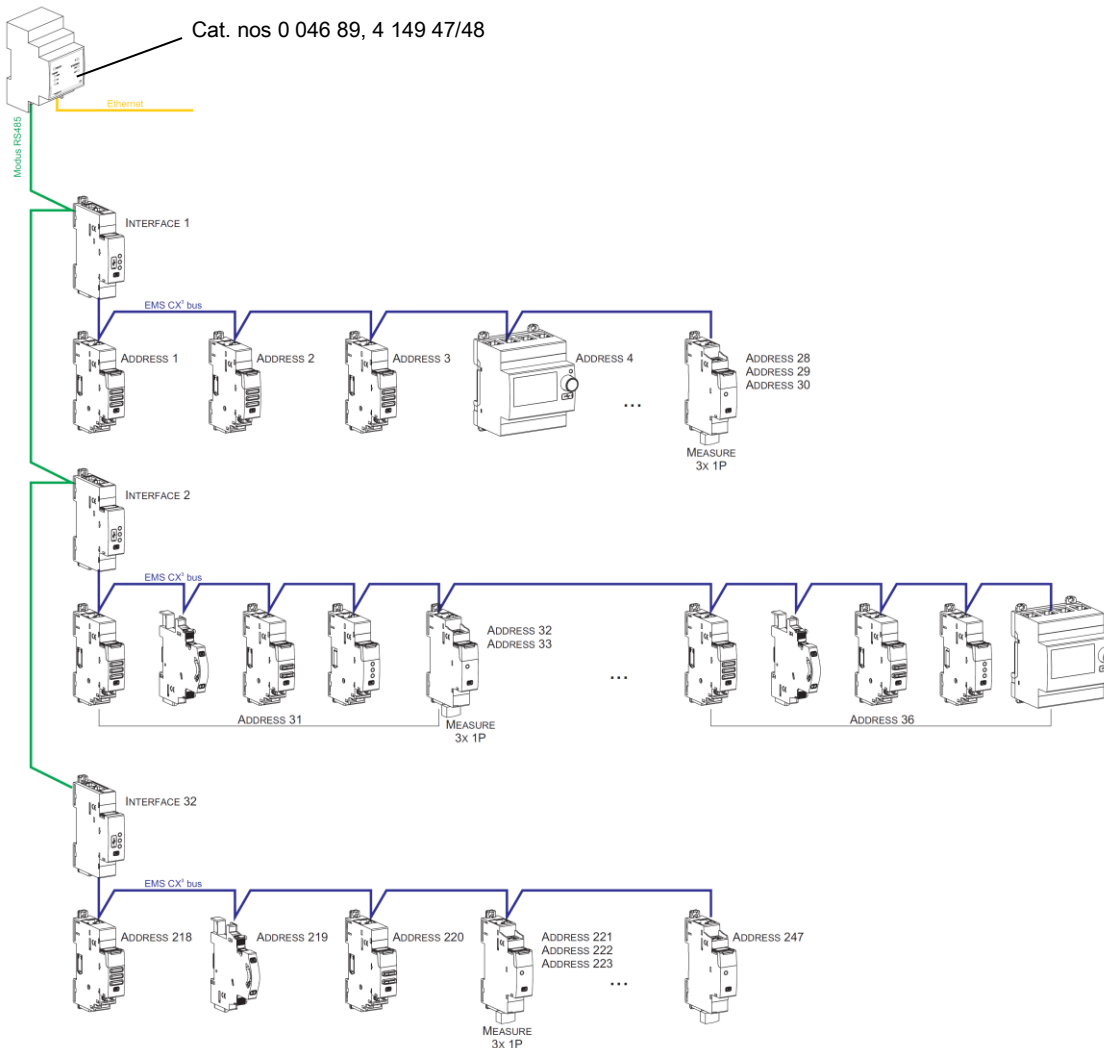 Cat. nos 0 046 89, 4 149 47/48
Ethernet
Modus RS485
INTERFACE 1
EMS CX³ bus
ADDRESS 1
ADDRESS 2
ADDRESS 3
ADDRESS 4
ADDRESS 28
ADDRESS 29
ADDRESS 30
...
MEASURE
3X 1P
INTERFACE 2
EMS CX³ bus
ADDRESS 32
ADDRESS 33
...
ADDRESS 31
MEASURE
3X 1P
ADDRESS 36
INTERFACE 32
EMS CX³ bus
ADDRESS 218
ADDRESS 219
ADDRESS 220
ADDRESS 221
ADDRESS 222
ADDRESS 223
ADDRESS 247
...
MEASURE
3X 1P